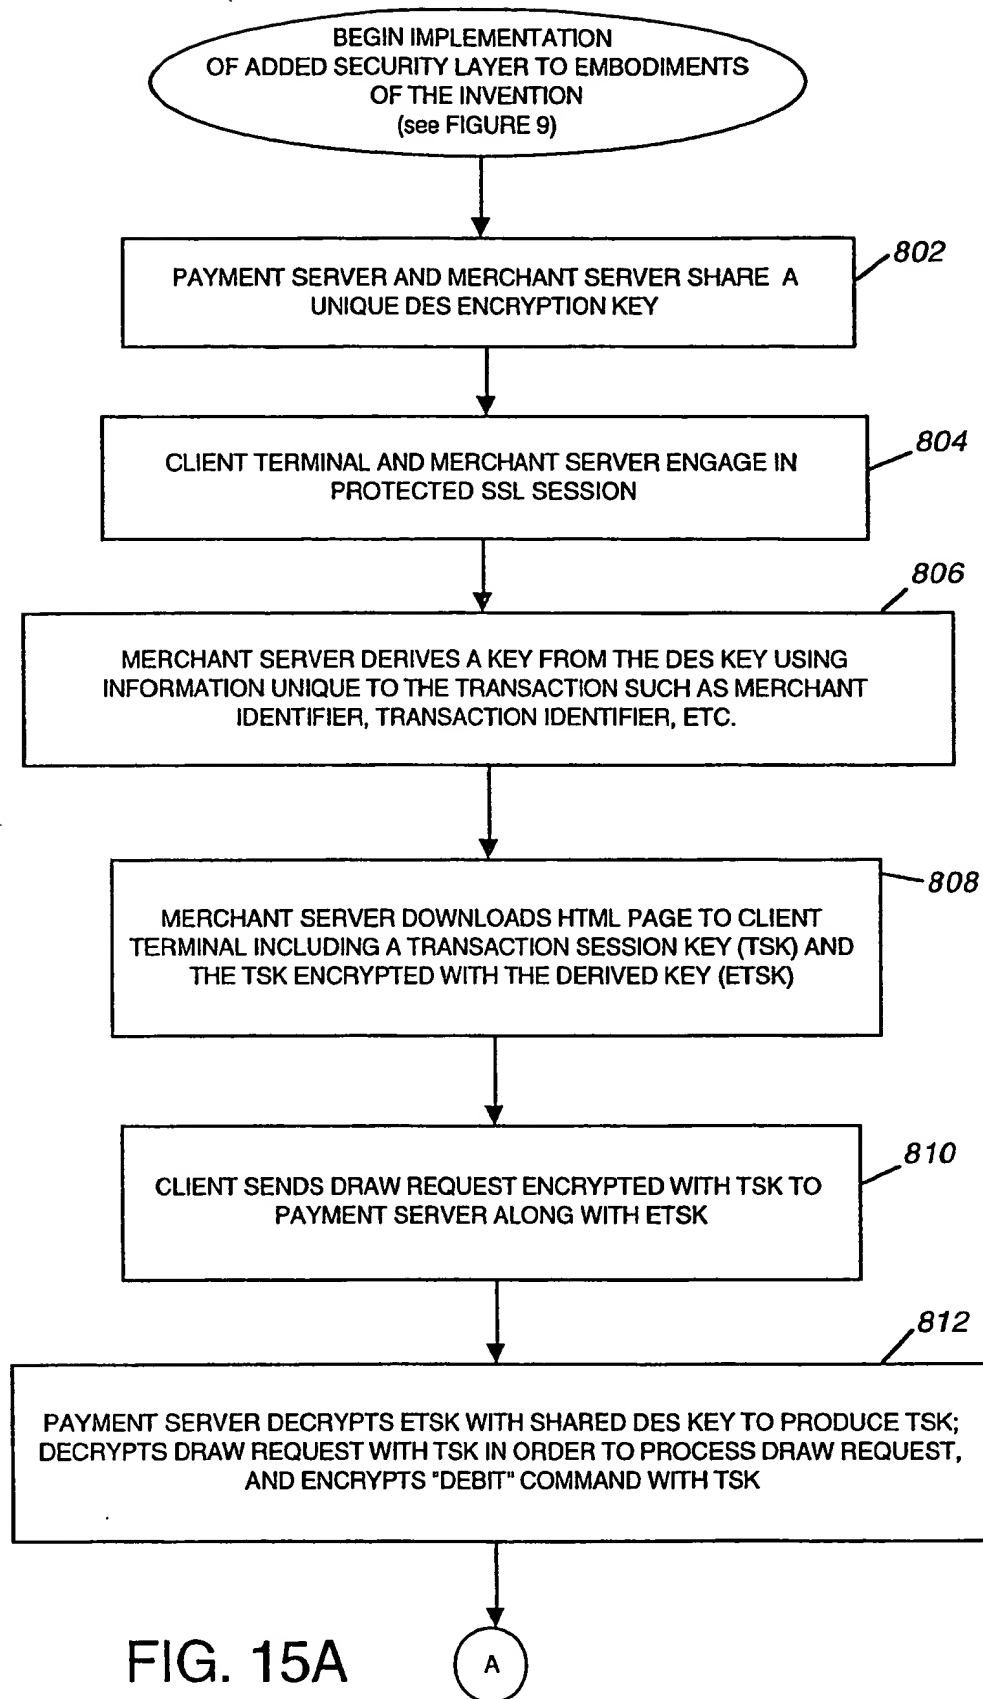 BEGIN IMPLEMENTATION
OF ADDED SECURITY LAYER TO EMBODIMENTS
OF THE INVENTION
(see FIGURE 9)
802
PAYMENT SERVER AND MERCHANT SERVER SHARE A
UNIQUE DES ENCRYPTION KEY
804
CLIENT TERMINAL AND MERCHANT SERVER ENGAGE IN
PROTECTED SSL SESSION
806
MERCHANT SERVER DERIVES A KEY FROM THE DES KEY USING
INFORMATION UNIQUE TO THE TRANSACTION SUCH AS MERCHANT
IDENTIFIER, TRANSACTION IDENTIFIER, ETC.
808
MERCHANT SERVER DOWNLOADS HTML PAGE TO CLIENT
TERMINAL INCLUDING A TRANSACTION SESSION KEY (TSK) AND
THE TSK ENCRYPTED WITH THE DERIVED KEY (ETSK)
810
CLIENT SENDS DRAW REQUEST ENCRYPTED WITH TSK TO
PAYMENT SERVER ALONG WITH ETSK
812
PAYMENT SERVER DECRYPTS ETSK WITH SHARED DES KEY TO PRODUCE TSK;
DECRYPTS DRAW REQUEST WITH TSK IN ORDER TO PROCESS DRAW REQUEST,
AND ENCRYPTS "DEBIT" COMMAND WITH TSK
FIG. 15A
A